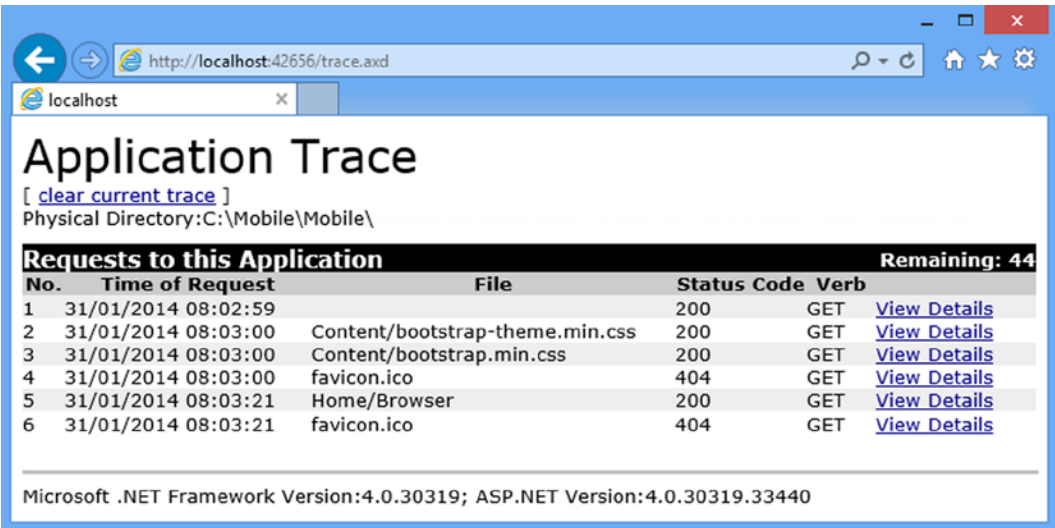 http://localhost:42656/trace.axd
localhost
Application Trace
[ clear current trace ]
Physical Directory:C:\Mobile\Mobile\
Requests to this Application Remaining: 44
No. Time of Request File Status Code Verb
1 31/01/2014 08:02:59 200 GET View Details
2 31/01/2014 08:03:00 Content/bootstrap-theme.min.css 200 GET View Details
3 31/01/2014 08:03:00 Content/bootstrap.min.css 200 GET View Details
4 31/01/2014 08:03:00 favicon.ico 404 GET View Details
5 31/01/2014 08:03:21 Home/Browser 200 GET View Details
6 31/01/2014 08:03:21 favicon.ico 404 GET View Details
Microsoft .NET Framework Version:4.0.30319; ASP.NET Version:4.0.30319.33440